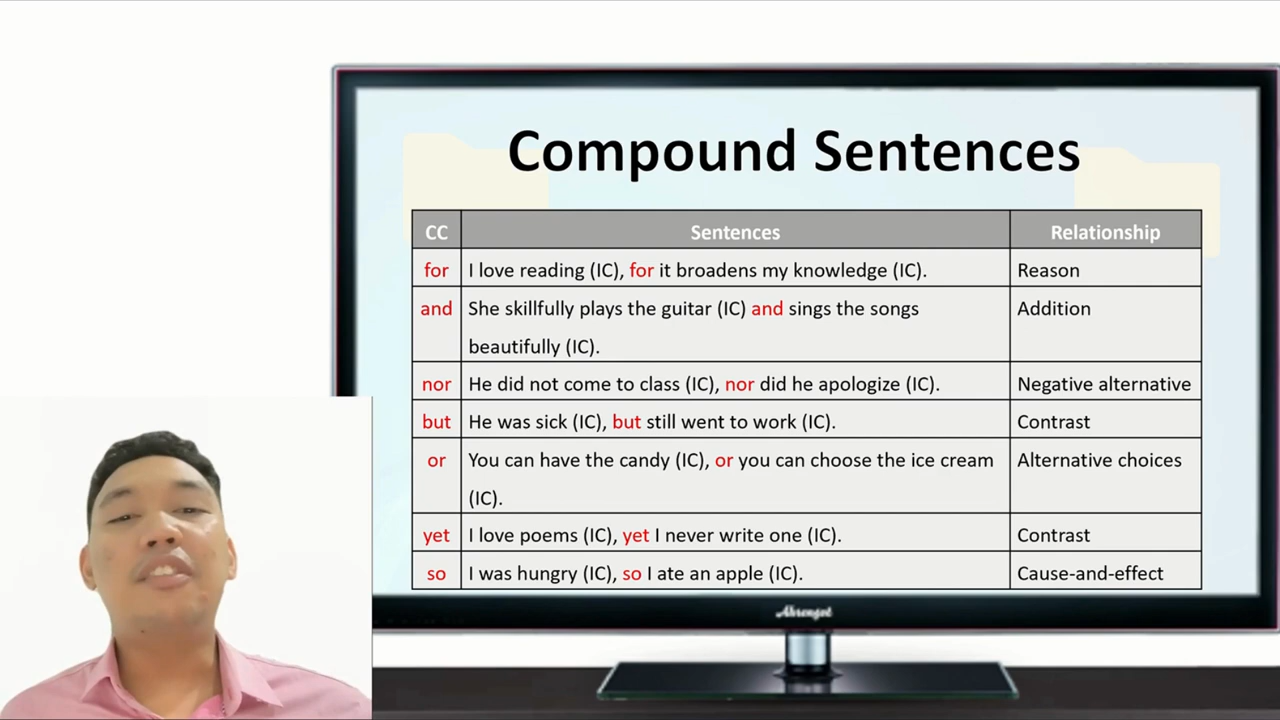 Compound Sentences
CC Sentences Relationship
for I love reading (IC), for it broadens my knowledge (IC). Reason
and She skillfully plays the guitar (IC) and sings the songs Addition
beautifully (IC).
nor He did not come to class (IC), nor did he apologize (IC). Negative alternative
but He was sick (IC), but still went to work (IC). Contrast
or You can have the candy (IC), or you can choose the ice cream Alternative choices
(IC).
yet I love poems (IC), yet I never write one (IC). Contrast
so I was hungry (IC), so I ate an apple (IC). Cause-and-effect